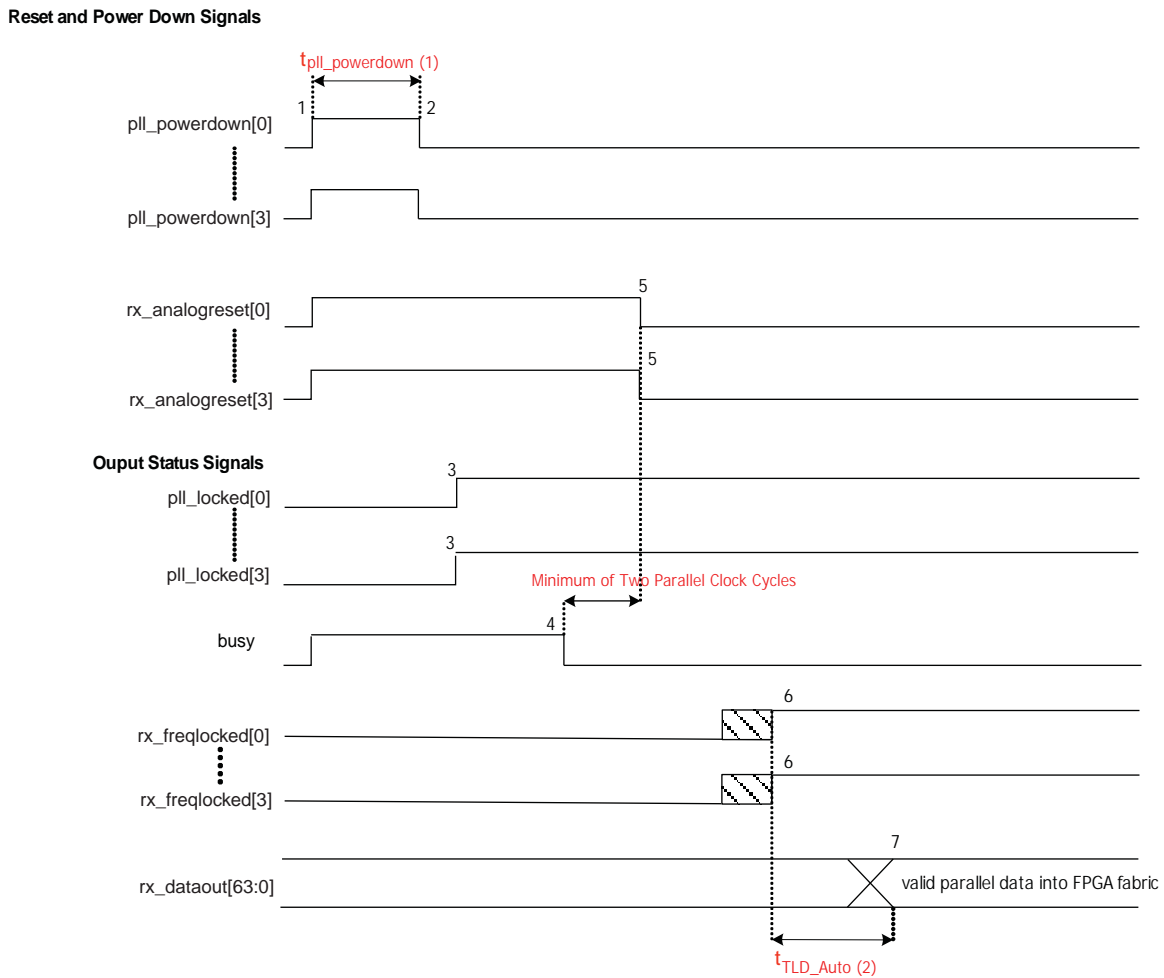 Reset and Power Down Signals
tpll_powerdown (1)
1
2
pll_powerdown[0]
pll_powerdown[3]
5
rx_analogreset[0]
5
rx_analogreset[3]
Ouput Status Signals
3
pll_locked[0]
3
pll_locked[3]
Minimum of Two Parallel Clock Cycles
4
busy
6
rx_freqlocked[0]
6
rx_freqlocked[3]
7
rx_dataout[63:0]
valid parallel data into FPGA fabric
tTLD_Auto (2)